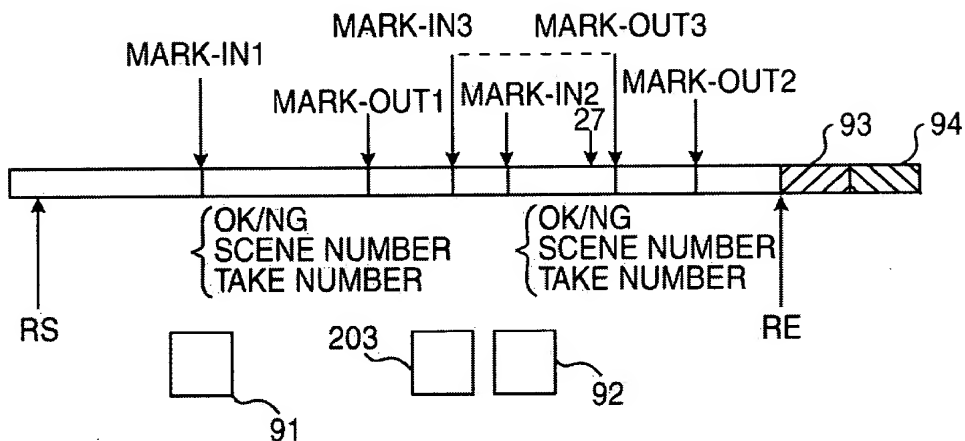 MARK-IN3
MARK-OUT3
MARK-IN1
MARK-OUT1
MARK-IN2
MARK-OUT2
27
93
94
OK/NG
SCENE NUMBER
TAKE NUMBER
OK/NG
SCENE NUMBER
TAKE NUMBER
RS
RE
203
91
92